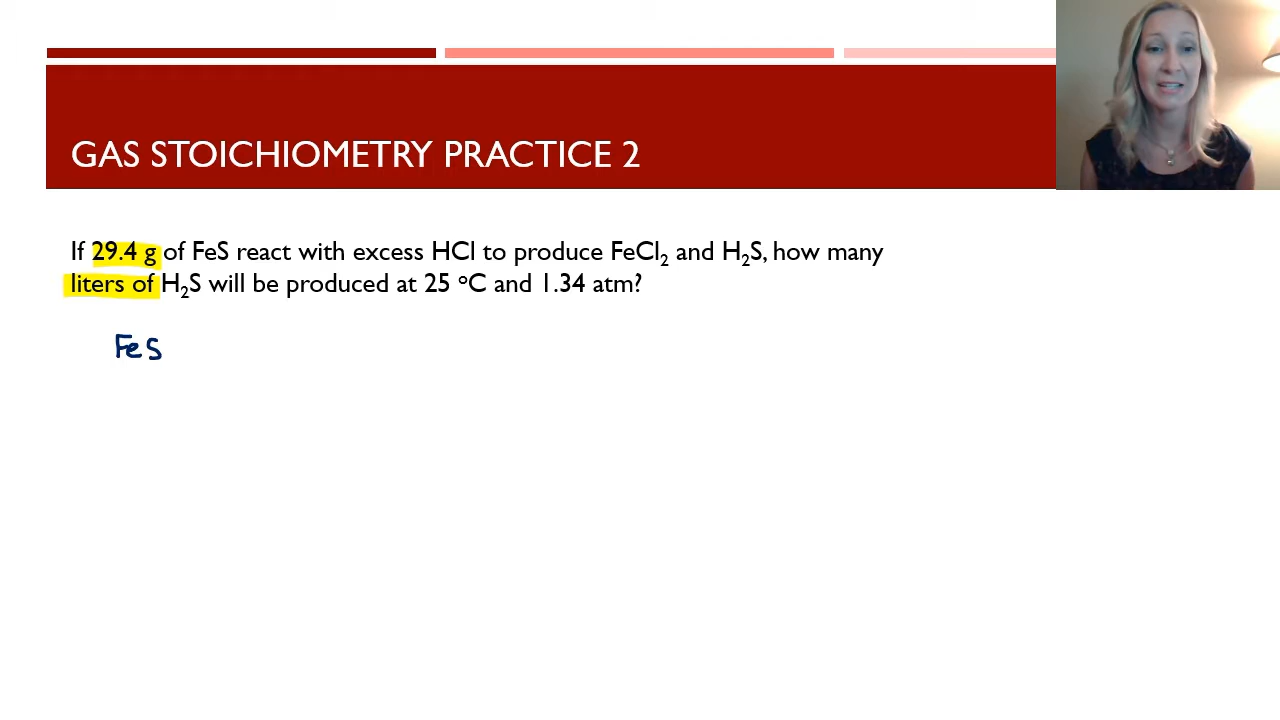 GAS STOICHIOMETRY PRACTICE 2
If 29.4 g of FeS react with excess HCl to produce FeCl₂ and H₂S, how many
liters of H₂S will be produced at 25 °C and 1.34 atm?
FeS